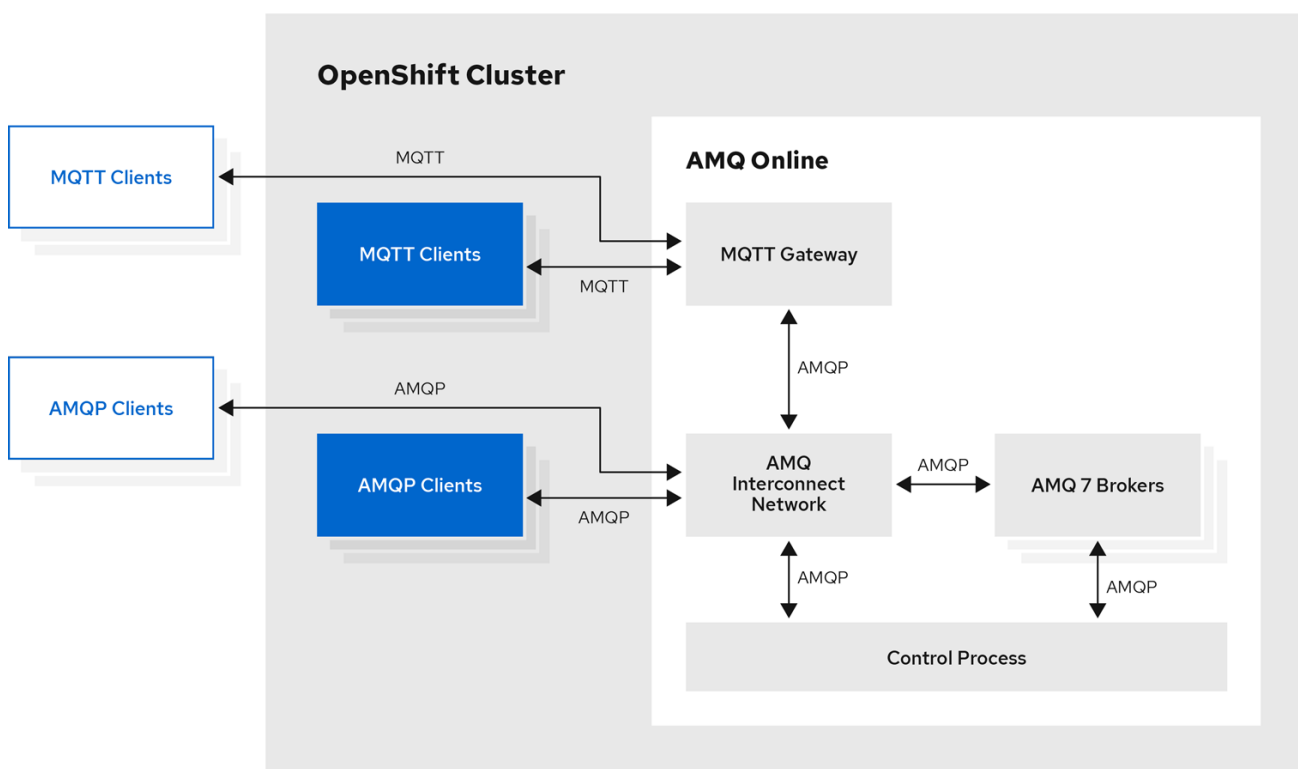 OpenShift Cluster
MQTT Clients
MQTT
AMQ Online
MQTT Clients
MQTT
MQTT Gateway
AMQP
AMQP Clients
AMQP
AMQP Clients
AMQP
AMQ
Interconnect
Network
AMQP
AMQ 7 Brokers
AMQP
AMQP
Control Process